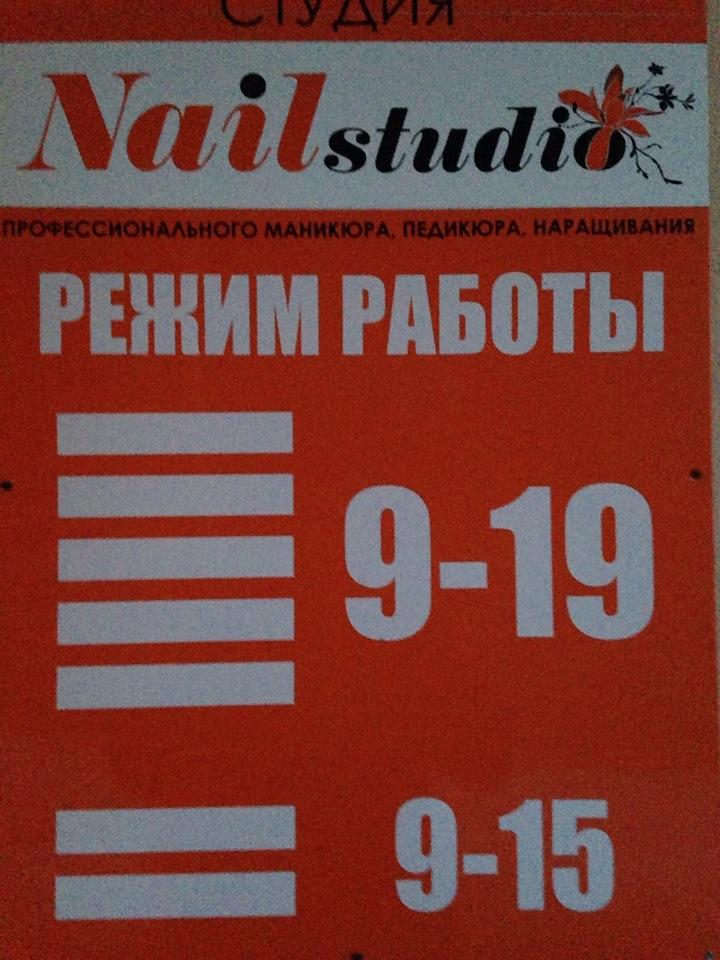 СТУДИЯ
Nail studio
ПРОФЕССИОНАЛЬНОГО МАНИКЮРА, ПЕДИКЮРА, НАРАЩИВАНИЯ
РЕЖИМ РАБОТЫ
9-19
9-15